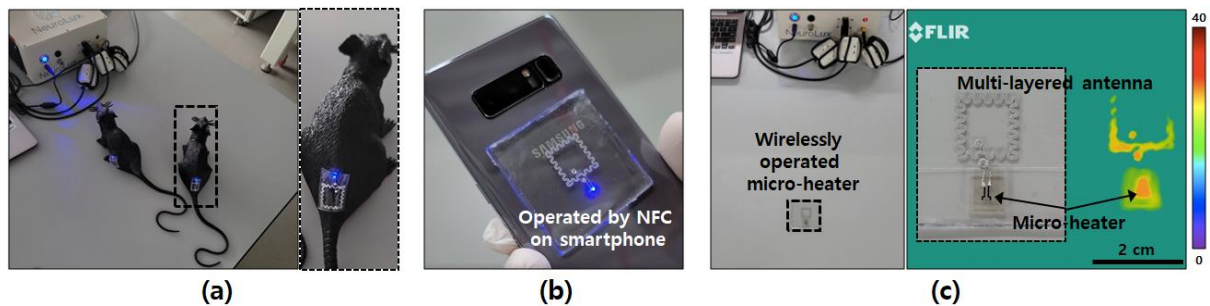 NeuroLux
SAMSUNG
Operated by NFC
on smartphone
NeuroLux
Wirelessly
operated
micro-heater
FLIR
Multi-layered antenna
Micro-heater
2 cm
40
0
(a)
(b)
(c)